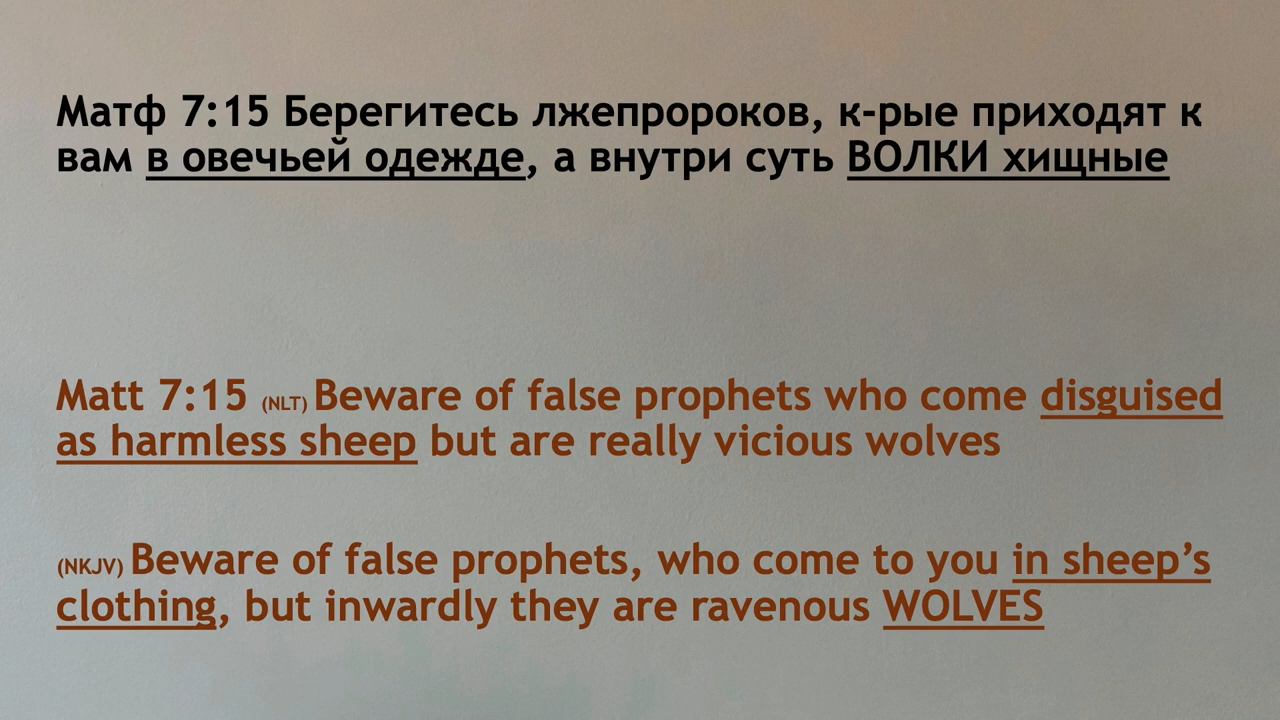 Матф 7:15 Берегитесь лжепророков, к-рые приходят к
вам в овечьей одежде, а внутри суть ВОЛКИ хищные
Matt 7:15 (NLT) Beware of false prophets who come disguised
as harmless sheep but are really vicious wolves
(NKJV) Beware of false prophets, who come to you in sheep’s
clothing, but inwardly they are ravenous WOLVES